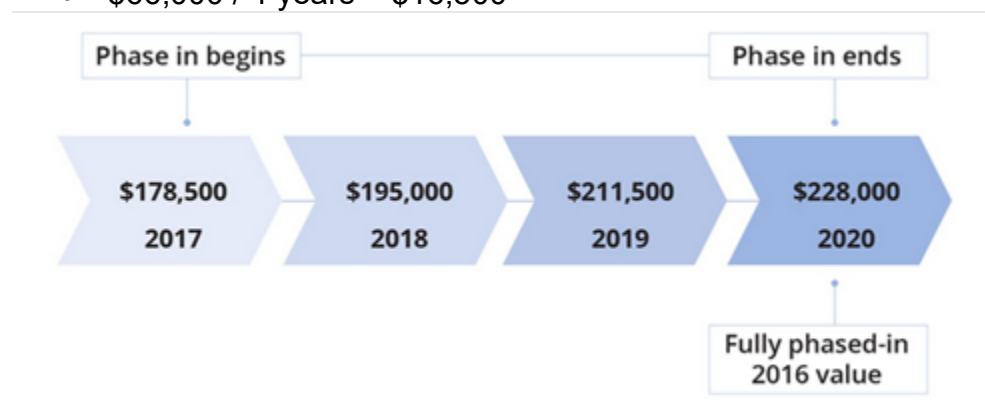 Phase in begins
Phase in ends
$178,500
2017
$195,000
2018
$211,500
2019
$228,000
2020
Fully phased-in
2016 value